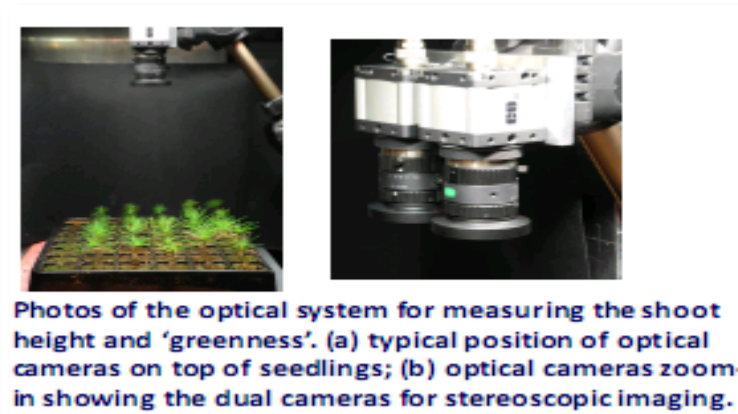 Photos of the optical system for measuring the shoot
height and ‘greenness’. (a) typical position of optical
cameras on top of seedlings; (b) optical cameras zoom-
in showing the dual cameras for stereoscopic imaging.